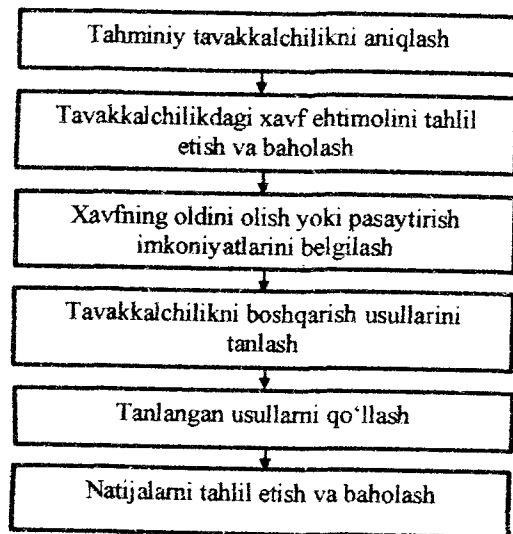 Tahminiy tavakkalchilikni aniqlash
Tavakkalchilikdagi xavf ehtimolini tahlil
etish va baholash
Xavfning oldini olish yoki pasaytirish
imkoniyatlarini belgilash
Tavakkalchilikni boshqarish usullarini
tanlash
Tanlangan usullarni qo‘llash
Natijalarni tahlil etish va baholash